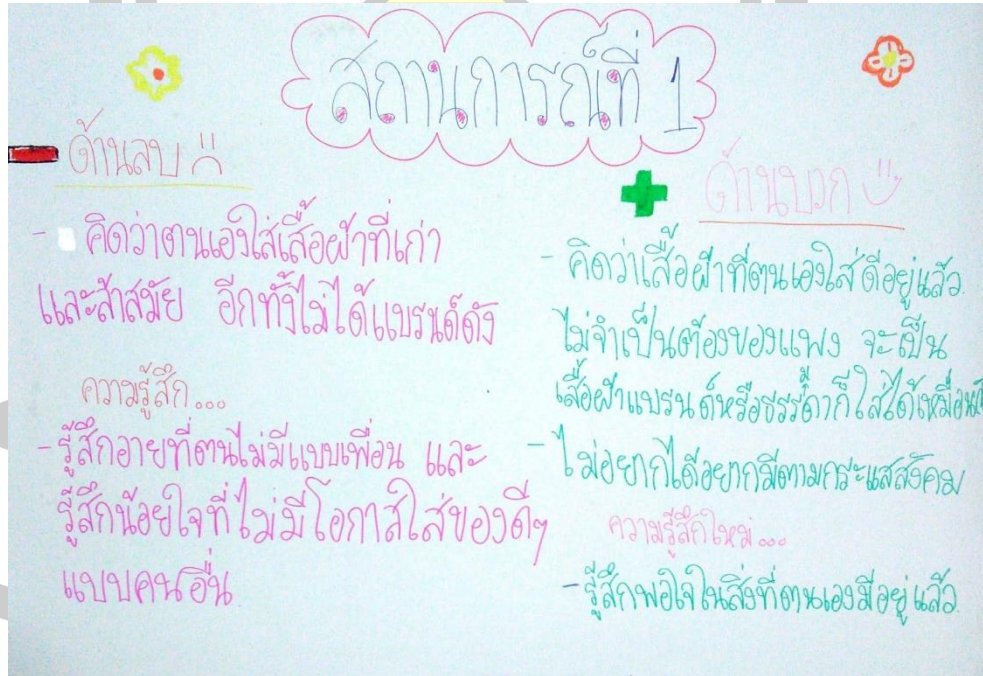 สถานการณ์ที่ 1
ด้านลบ
- คิดว่าตนเองใส่เสื้อผ้าที่เก่า
และล้าสมัย อีกทั้งไม่ได้แบรนด์ดัง
ความรู้สึก...
- รู้สึกอายที่ตนไม่มีแบบเพื่อน และ
รู้สึกน้อยใจที่ไม่มีโอกาสใส่ของดีๆ
แบบคนอื่น
ด้านบวก
- คิดว่าเสื้อผ้าที่ตนเองใส่ ดีอยู่แล้ว
ไม่จำเป็นต้องของแพง จะเป็น
เสื้อผ้าแบรนด์หรือธรรมดาก็ใส่ได้เหมือนกัน
- ไม่อยากได้อยากมีตามกระแสสังคม
ความรู้สึกใหม่...
- รู้สึกพอใจในสิ่งที่ตนเองมีอยู่แล้ว